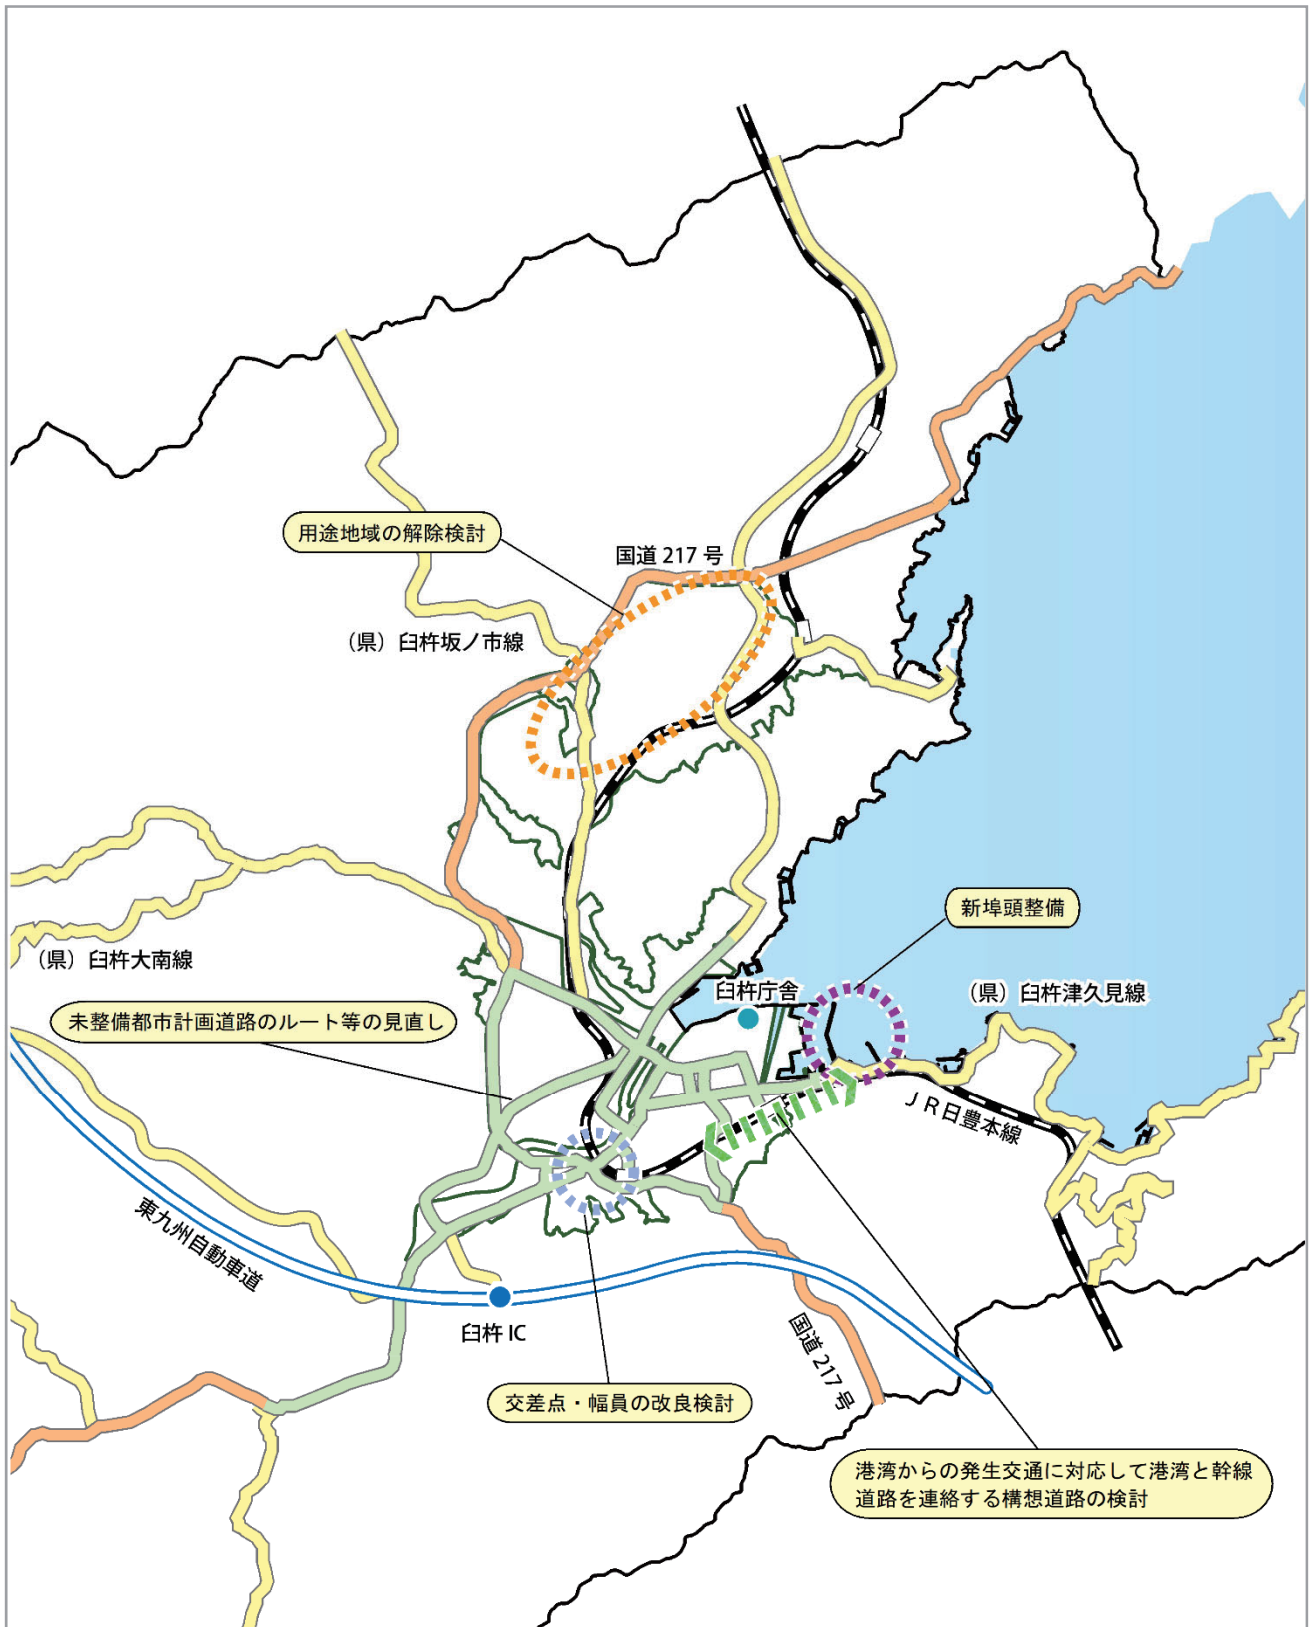 用途地域の解除検討
国道 217 号
（県）臼杵坂ノ市線
新埠頭整備
（県）臼杵大南線
臼杵庁舎
（県）臼杵津久見線
未整備都市計画道路のルート等の見直し
ＪＲ日豊本線
東九州自動車道
臼杵 IC
国道 217 号
交差点・幅員の改良検討
港湾からの発生交通に対応して港湾と幹線
道路を連絡する構想道路の検討